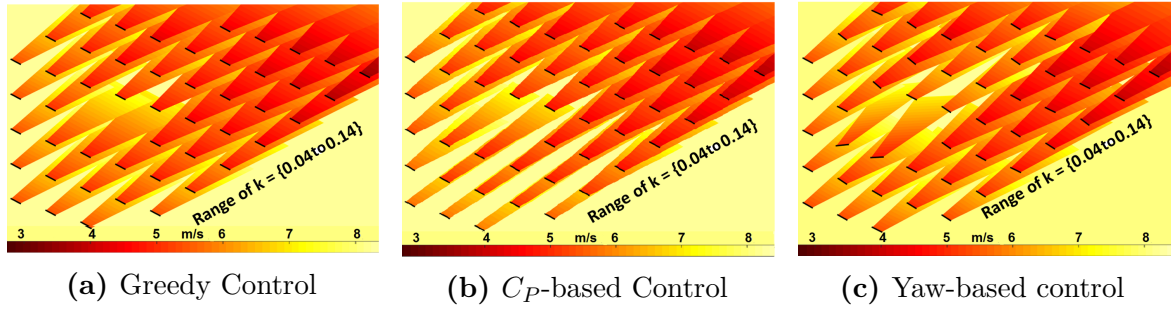 Range of k = {0.04to0.14}
3 4 5 m/s 6 7 8
(a) Greedy Control
Range of k = {0.04to0.14}
3 4 5 m/s 6 7 8
(b) C_P-based Control
Range of k = {0.04to0.14}
3 4 5 m/s 6 7 8
(c) Yaw-based control